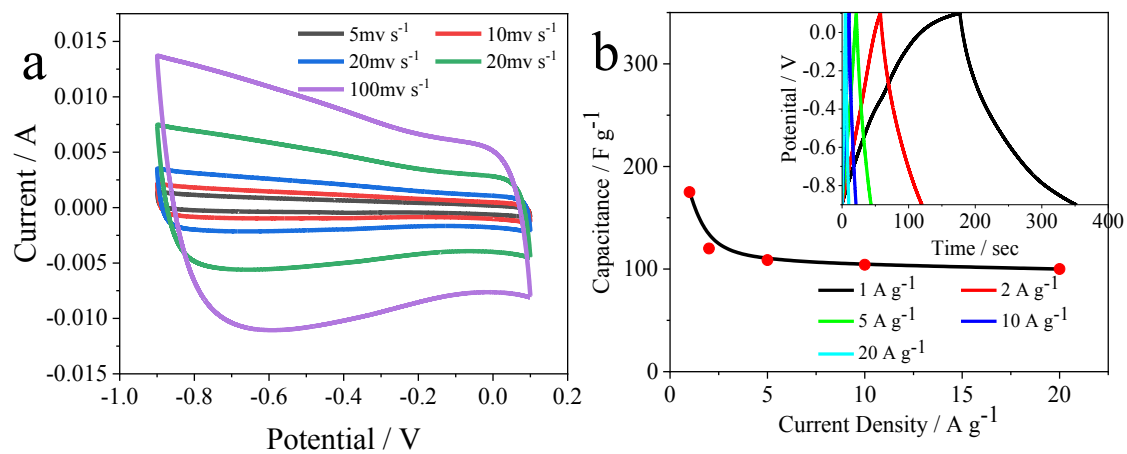 a
0.015
0.010
0.005
0.000
-0.005
-0.010
-0.015
Current / A
5mv s-1
10mv s-1
20mv s-1
20mv s-1
100mv s-1
-1.0 -0.8 -0.6 -0.4 -0.2 0.0 0.2
Potential / V
b
300
200
100
0
Capacitance / F g-1
0.0
-0.2
-0.4
-0.6
-0.8
Potenital / V
0 100 200 300 400
Time / sec
1 A g-1
2 A g-1
5 A g-1
10 A g-1
20 A g-1
0 5 10 15 20
Current Density / A g-1